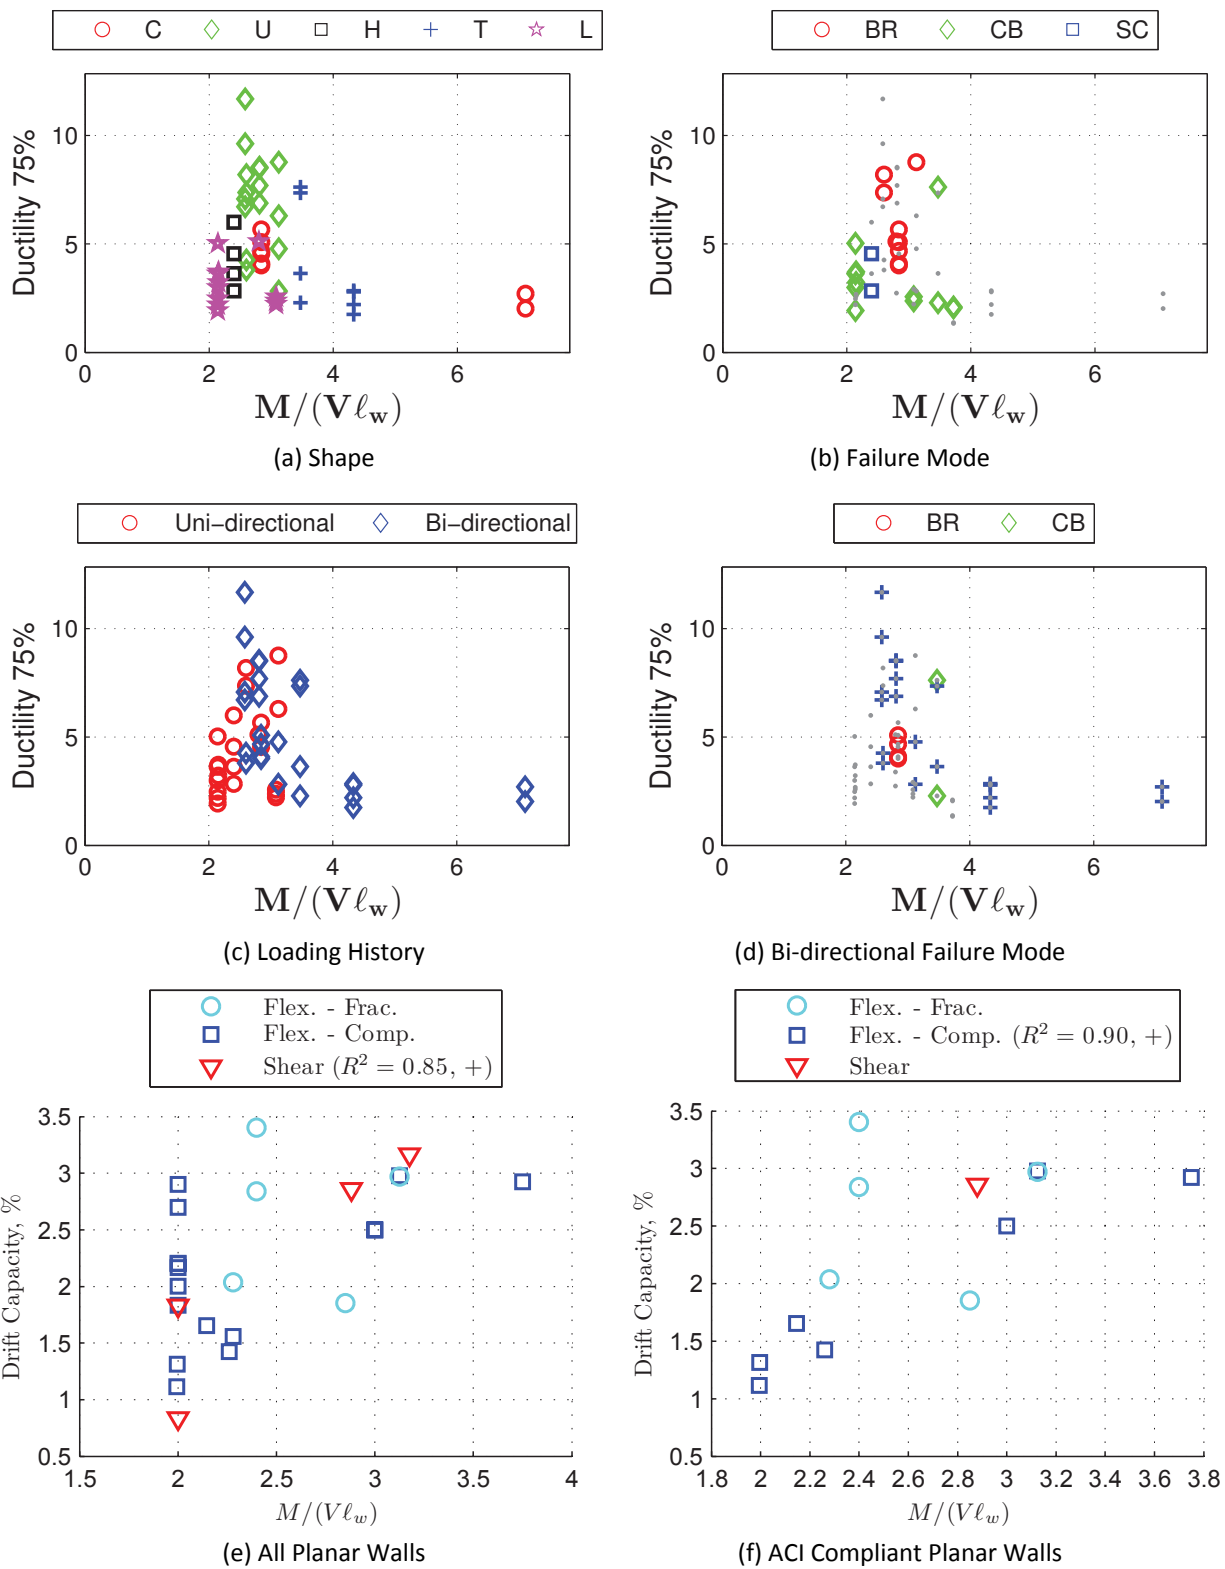 C U H T L
BR CB SC
Ductility 75%
10
5
0
0 2 4 6
M/(Vℓw)
(a) Shape
Ductility 75%
10
5
0
0 2 4 6
M/(Vℓw)
(b) Failure Mode
Uni-directional Bi-directional
BR CB
Ductility 75%
10
5
0
0 2 4 6
M/(Vℓw)
(c) Loading History
Ductility 75%
10
5
0
0 2 4 6
M/(Vℓw)
(d) Bi-directional Failure Mode
Flex. - Frac.
Flex. - Comp.
Shear (R² = 0.85, +)
Drift Capacity, %
3.5
3
2.5
2
1.5
1
0.5
1.5 2 2.5 3 3.5 4
M/(Vℓw)
(e) All Planar Walls
Flex. - Frac.
Flex. - Comp. (R² = 0.90, +)
Shear
Drift Capacity, %
3.5
3
2.5
2
1.5
1
0.5
1.8 2 2.2 2.4 2.6 2.8 3 3.2 3.4 3.6 3.8
M/(Vℓw)
(f) ACI Compliant Planar Walls